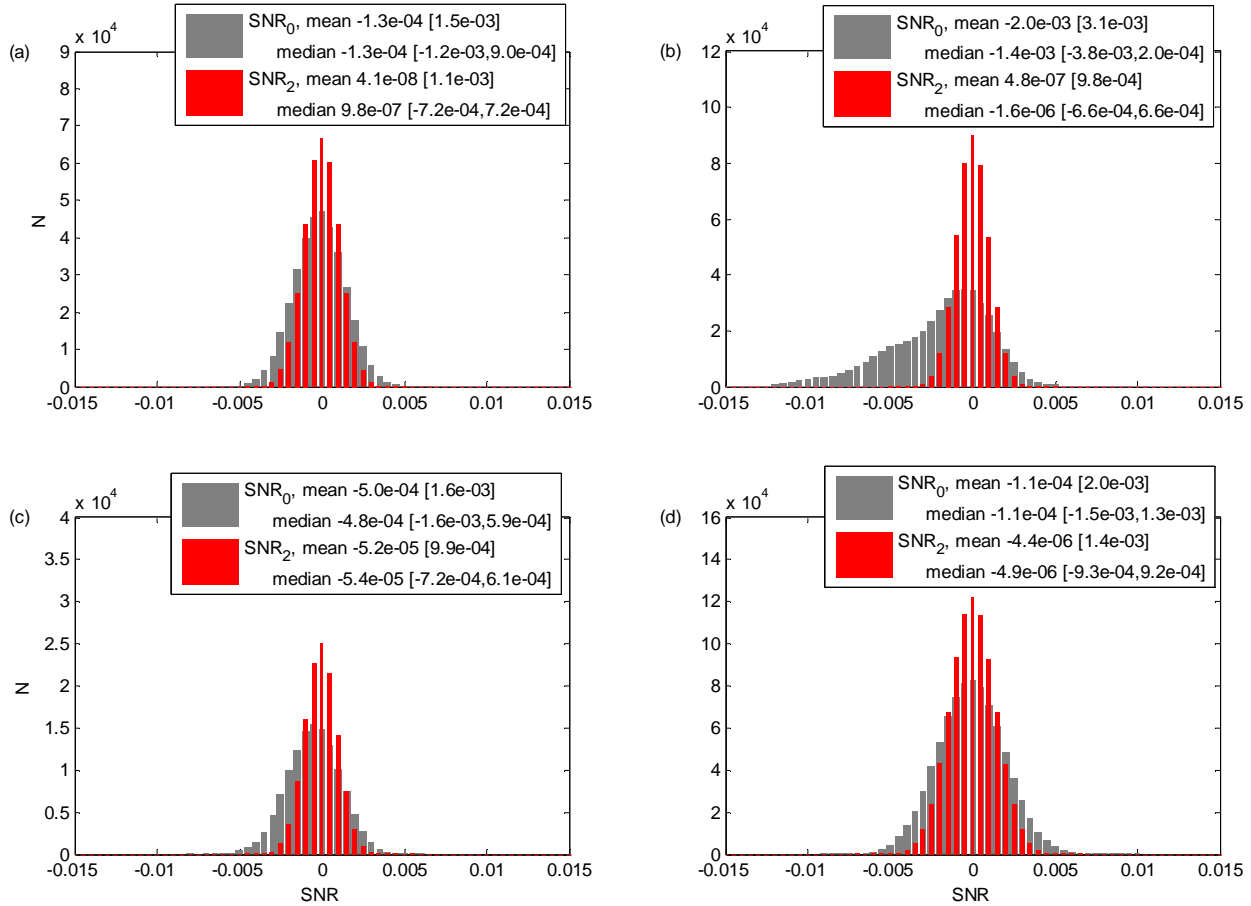 (a)
x 10^4
SNR_0, mean -1.3e-04 [1.5e-03]
median -1.3e-04 [-1.2e-03,9.0e-04]
SNR_2, mean 4.1e-08 [1.1e-03]
median 9.8e-07 [-7.2e-04,7.2e-04]
9
8
7
6
5
4
3
2
1
0
N
-0.015 -0.01 -0.005 0 0.005 0.01 0.015
(b)
x 10^4
SNR_0, mean -2.0e-03 [3.1e-03]
median -1.4e-03 [-3.8e-03,2.0e-04]
SNR_2, mean 4.8e-07 [9.8e-04]
median -1.6e-06 [-6.6e-04,6.6e-04]
12
10
8
6
4
2
0
-0.015 -0.01 -0.005 0 0.005 0.01 0.015
(c)
x 10^4
SNR_0, mean -5.0e-04 [1.6e-03]
median -4.8e-04 [-1.6e-03,5.9e-04]
SNR_2, mean -5.2e-05 [9.9e-04]
median -5.4e-05 [-7.2e-04,6.1e-04]
4
3.5
3
2.5
2
1.5
1
0.5
0
N
-0.015 -0.01 -0.005 0 0.005 0.01 0.015
SNR
(d)
x 10^4
SNR_0, mean -1.1e-04 [2.0e-03]
median -1.1e-04 [-1.5e-03,1.3e-03]
SNR_2, mean -4.4e-06 [1.4e-03]
median -4.9e-06 [-9.3e-04,9.2e-04]
16
14
12
10
8
6
4
2
0
-0.015 -0.01 -0.005 0 0.005 0.01 0.015
SNR